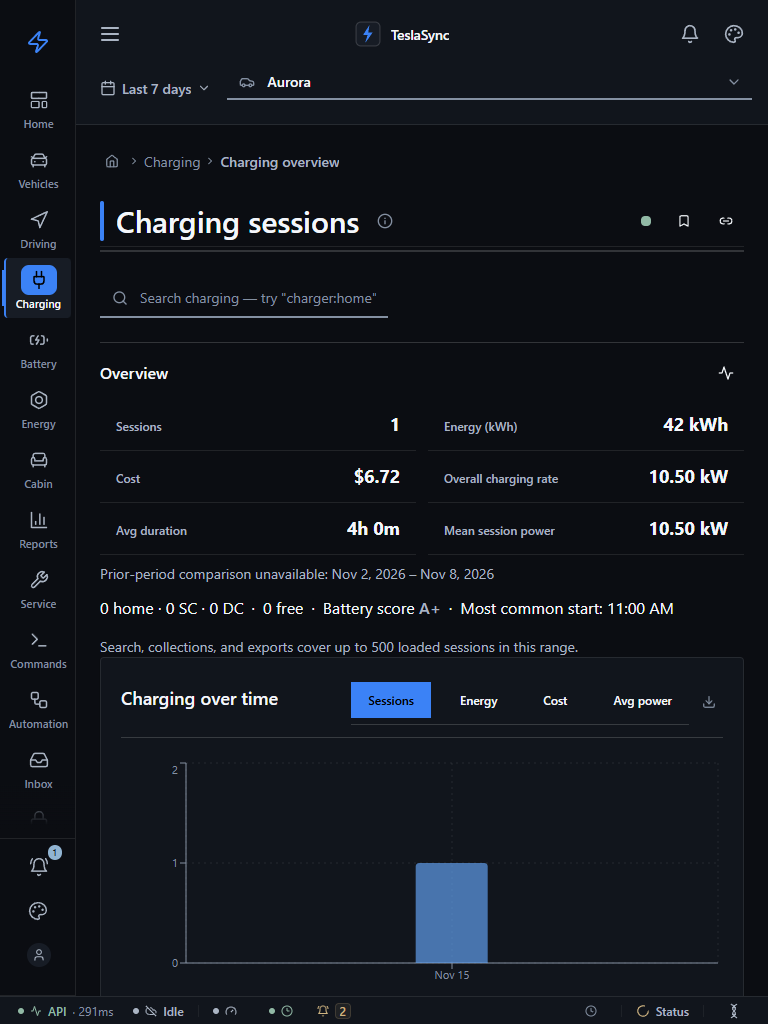 TeslaSync
Last 7 days
Aurora
Home
Vehicles
Driving
Charging
Battery
Energy
Cabin
Reports
Service
Commands
Automation
Inbox
1
Charging
Charging overview
Charging sessions
Search charging — try "charger:home"
Overview
Sessions 1
Energy (kWh) 42 kWh
Cost $6.72
Overall charging rate 10.50 kW
Avg duration 4h 0m
Mean session power 10.50 kW
Prior-period comparison unavailable: Nov 2, 2026 – Nov 8, 2026
0 home · 0 SC · 0 DC · 0 free · Battery score A+ · Most common start: 11:00 AM
Search, collections, and exports cover up to 500 loaded sessions in this range.
Charging over time
Sessions Energy Cost Avg power
2
1
0
Nov 15
API · 291ms Idle 2 Status